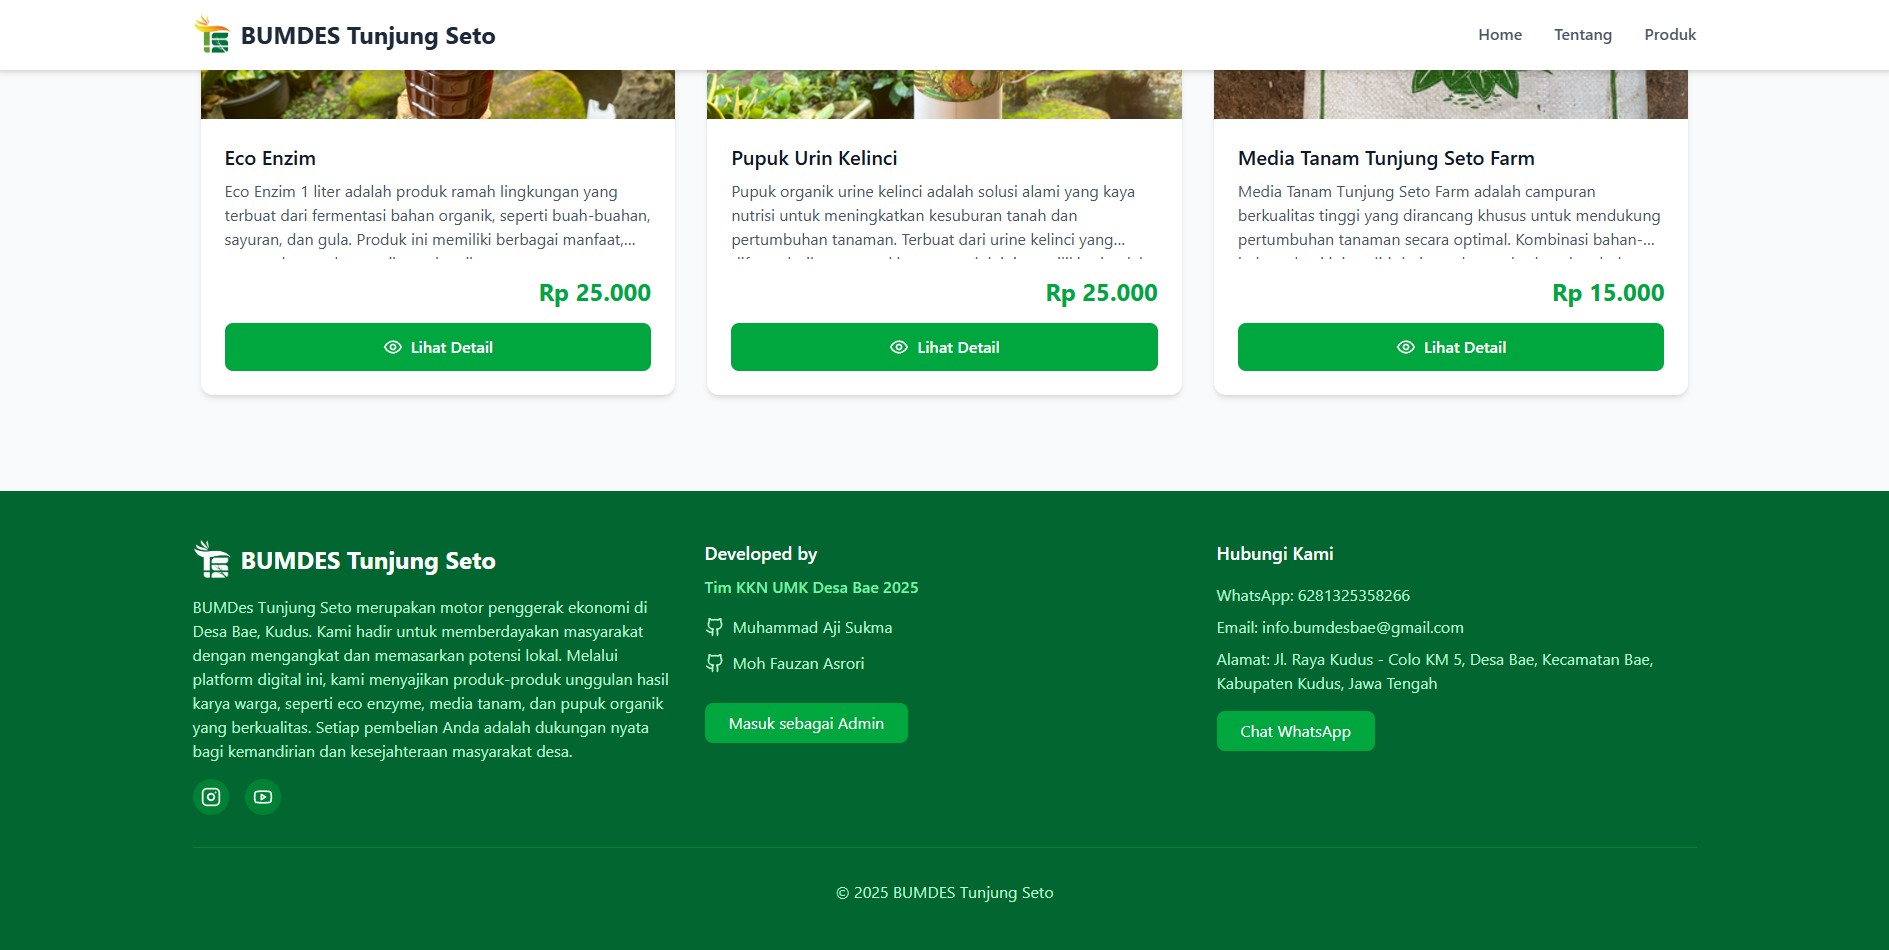 BUMDES Tunjung Seto
Home
Tentang
Produk
Eco Enzim
Eco Enzim 1 liter adalah produk ramah lingkungan yang
terbuat dari fermentasi bahan organik, seperti buah-buahan,
sayuran, dan gula. Produk ini memiliki berbagai manfaat,...
Rp 25.000
Lihat Detail
Pupuk Urin Kelinci
Pupuk organik urine kelinci adalah solusi alami yang kaya
nutrisi untuk meningkatkan kesuburan tanah dan
pertumbuhan tanaman. Terbuat dari urine kelinci yang...
Rp 25.000
Lihat Detail
Media Tanam Tunjung Seto Farm
Media Tanam Tunjung Seto Farm adalah campuran
berkualitas tinggi yang dirancang khusus untuk mendukung
pertumbuhan tanaman secara optimal. Kombinasi bahan-...
Rp 15.000
Lihat Detail
BUMDES Tunjung Seto
BUMDes Tunjung Seto merupakan motor penggerak ekonomi di
Desa Bae, Kudus. Kami hadir untuk memberdayakan masyarakat
dengan mengangkat dan memasarkan potensi lokal. Melalui
platform digital ini, kami menyajikan produk-produk unggulan hasil
karya warga, seperti eco enzyme, media tanam, dan pupuk organik
yang berkualitas. Setiap pembelian Anda adalah dukungan nyata
bagi kemandirian dan kesejahteraan masyarakat desa.
Developed by
Tim KKN UMK Desa Bae 2025
Muhammad Aji Sukma
Moh Fauzan Asrori
Masuk sebagai Admin
Hubungi Kami
WhatsApp: 6281325358266
Email: info.bumdesbae@gmail.com
Alamat: Jl. Raya Kudus - Colo KM 5, Desa Bae, Kecamatan Bae,
Kabupaten Kudus, Jawa Tengah
Chat WhatsApp
© 2025 BUMDES Tunjung Seto